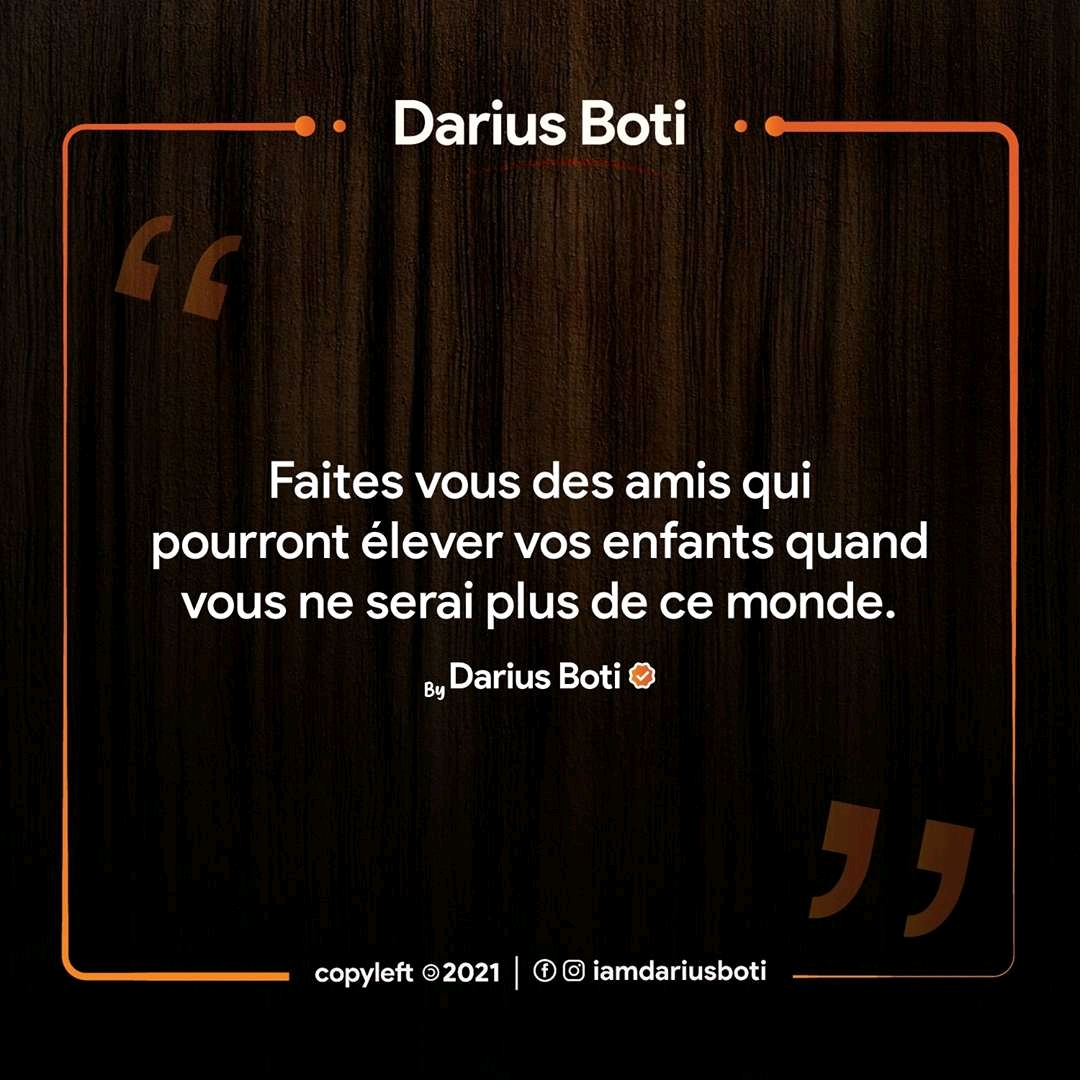 Darius Boti
Faites vous des amis qui
pourront élever vos enfants quand
vous ne serai plus de ce monde.
By Darius Boti
copyleft 🄯 2021 | iamdariusboti